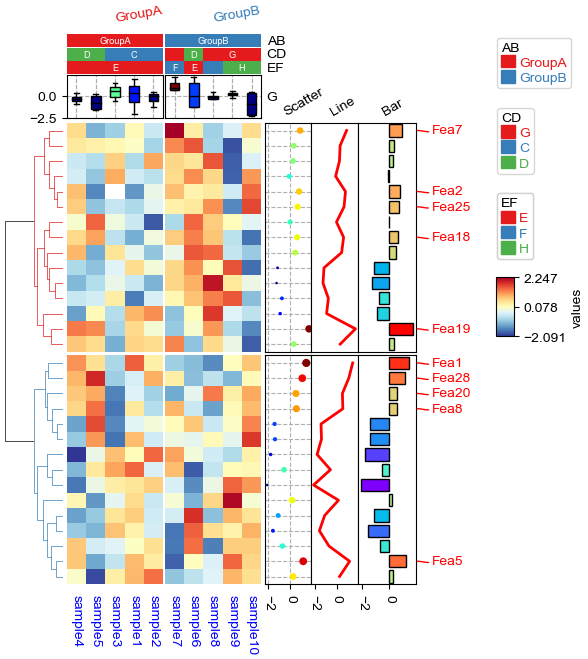 GroupA GroupB
GroupA GroupB AB
D C D G CD
E F E H EF
0.0
−2.5
G
Scatter Line Bar
Fea7
Fea2
Fea25
Fea18
Fea19
Fea1
Fea28
Fea20
Fea8
Fea5
−2 0 −2 0 −2 0
sample4 sample5 sample3 sample1 sample2 sample7 sample6 sample8 sample9 sample10
AB
GroupA
GroupB
CD
G
C
D
EF
E
F
H
2.247
0.078
−2.091
values